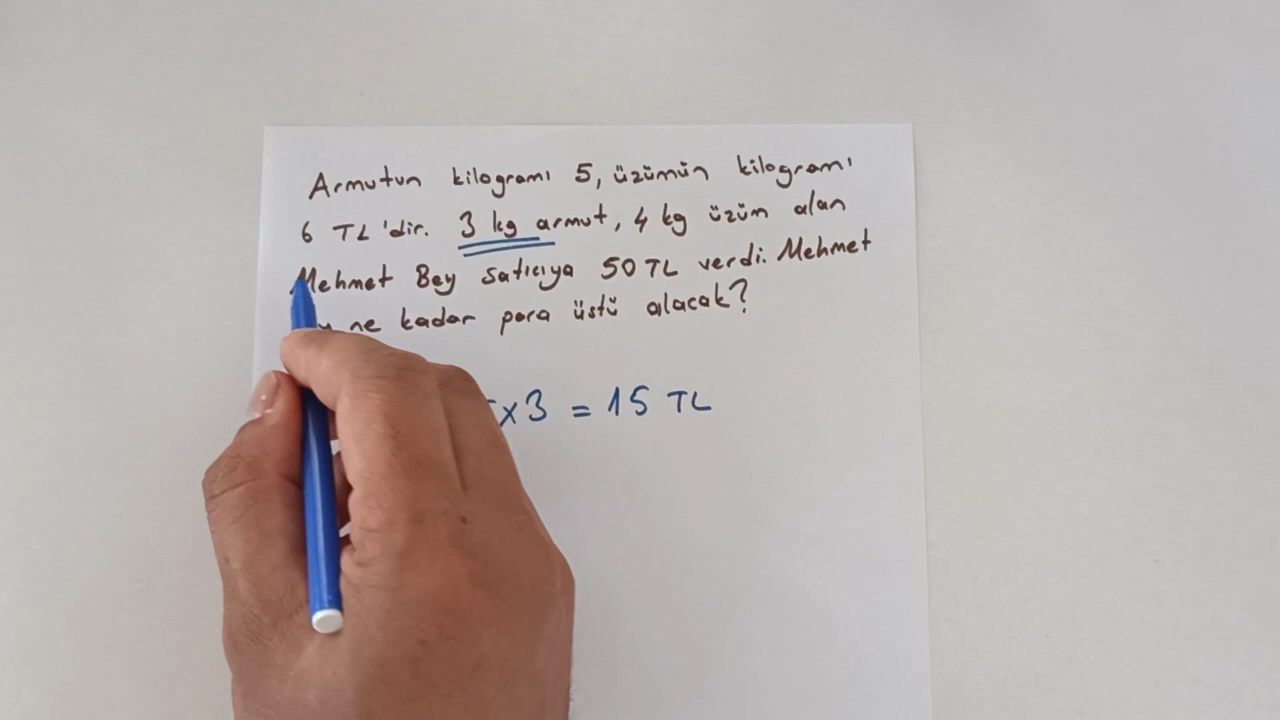 Armutun kilogramı 5, üzümün kilogramı
6 TL'dir. 3 kg armut, 4 kg üzüm alan
Mehmet Bey satıcıya 50 TL verdi. Mehmet
ne kadar para üstü alacak?
x3 = 15 TL